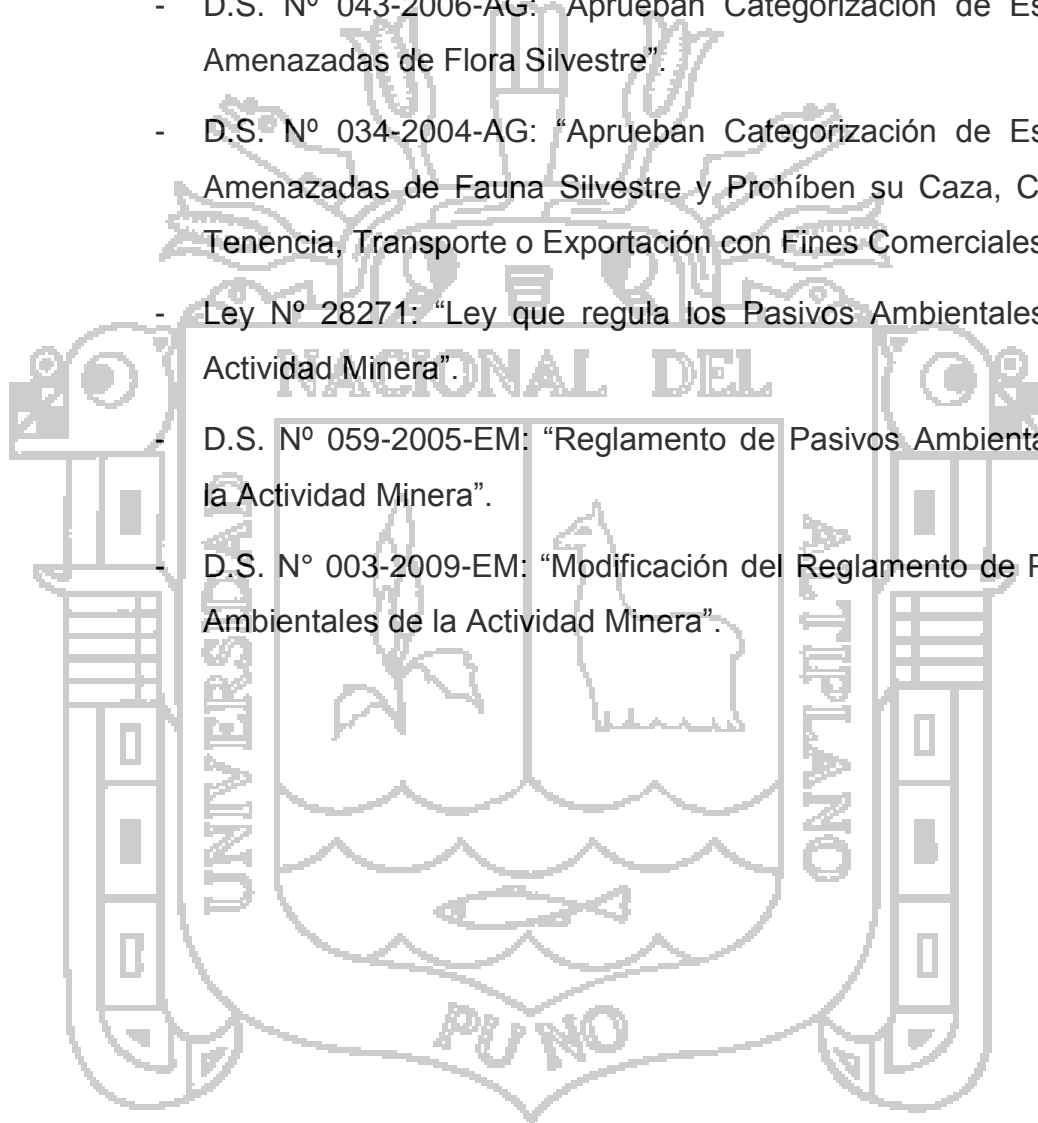 - D.S. Nº 043-2006-AG: “Aprueban Categorización de Es
Amenazadas de Flora Silvestre”.
- D.S. Nº 034-2004-AG: “Aprueban Categorización de Es
Amenazadas de Fauna Silvestre y Prohíben su Caza, C
Tenencia, Transporte o Exportación con Fines Comerciales
- Ley Nº 28271: “Ley que regula los Pasivos Ambientales
Actividad Minera”.
- D.S. Nº 059-2005-EM: “Reglamento de Pasivos Ambienta
la Actividad Minera”.
- D.S. N° 003-2009-EM: “Modificación del Reglamento de P
Ambientales de la Actividad Minera”.
NACIONAL DEL
UNIVERSIDAD
ALTIPLANO
PUNO